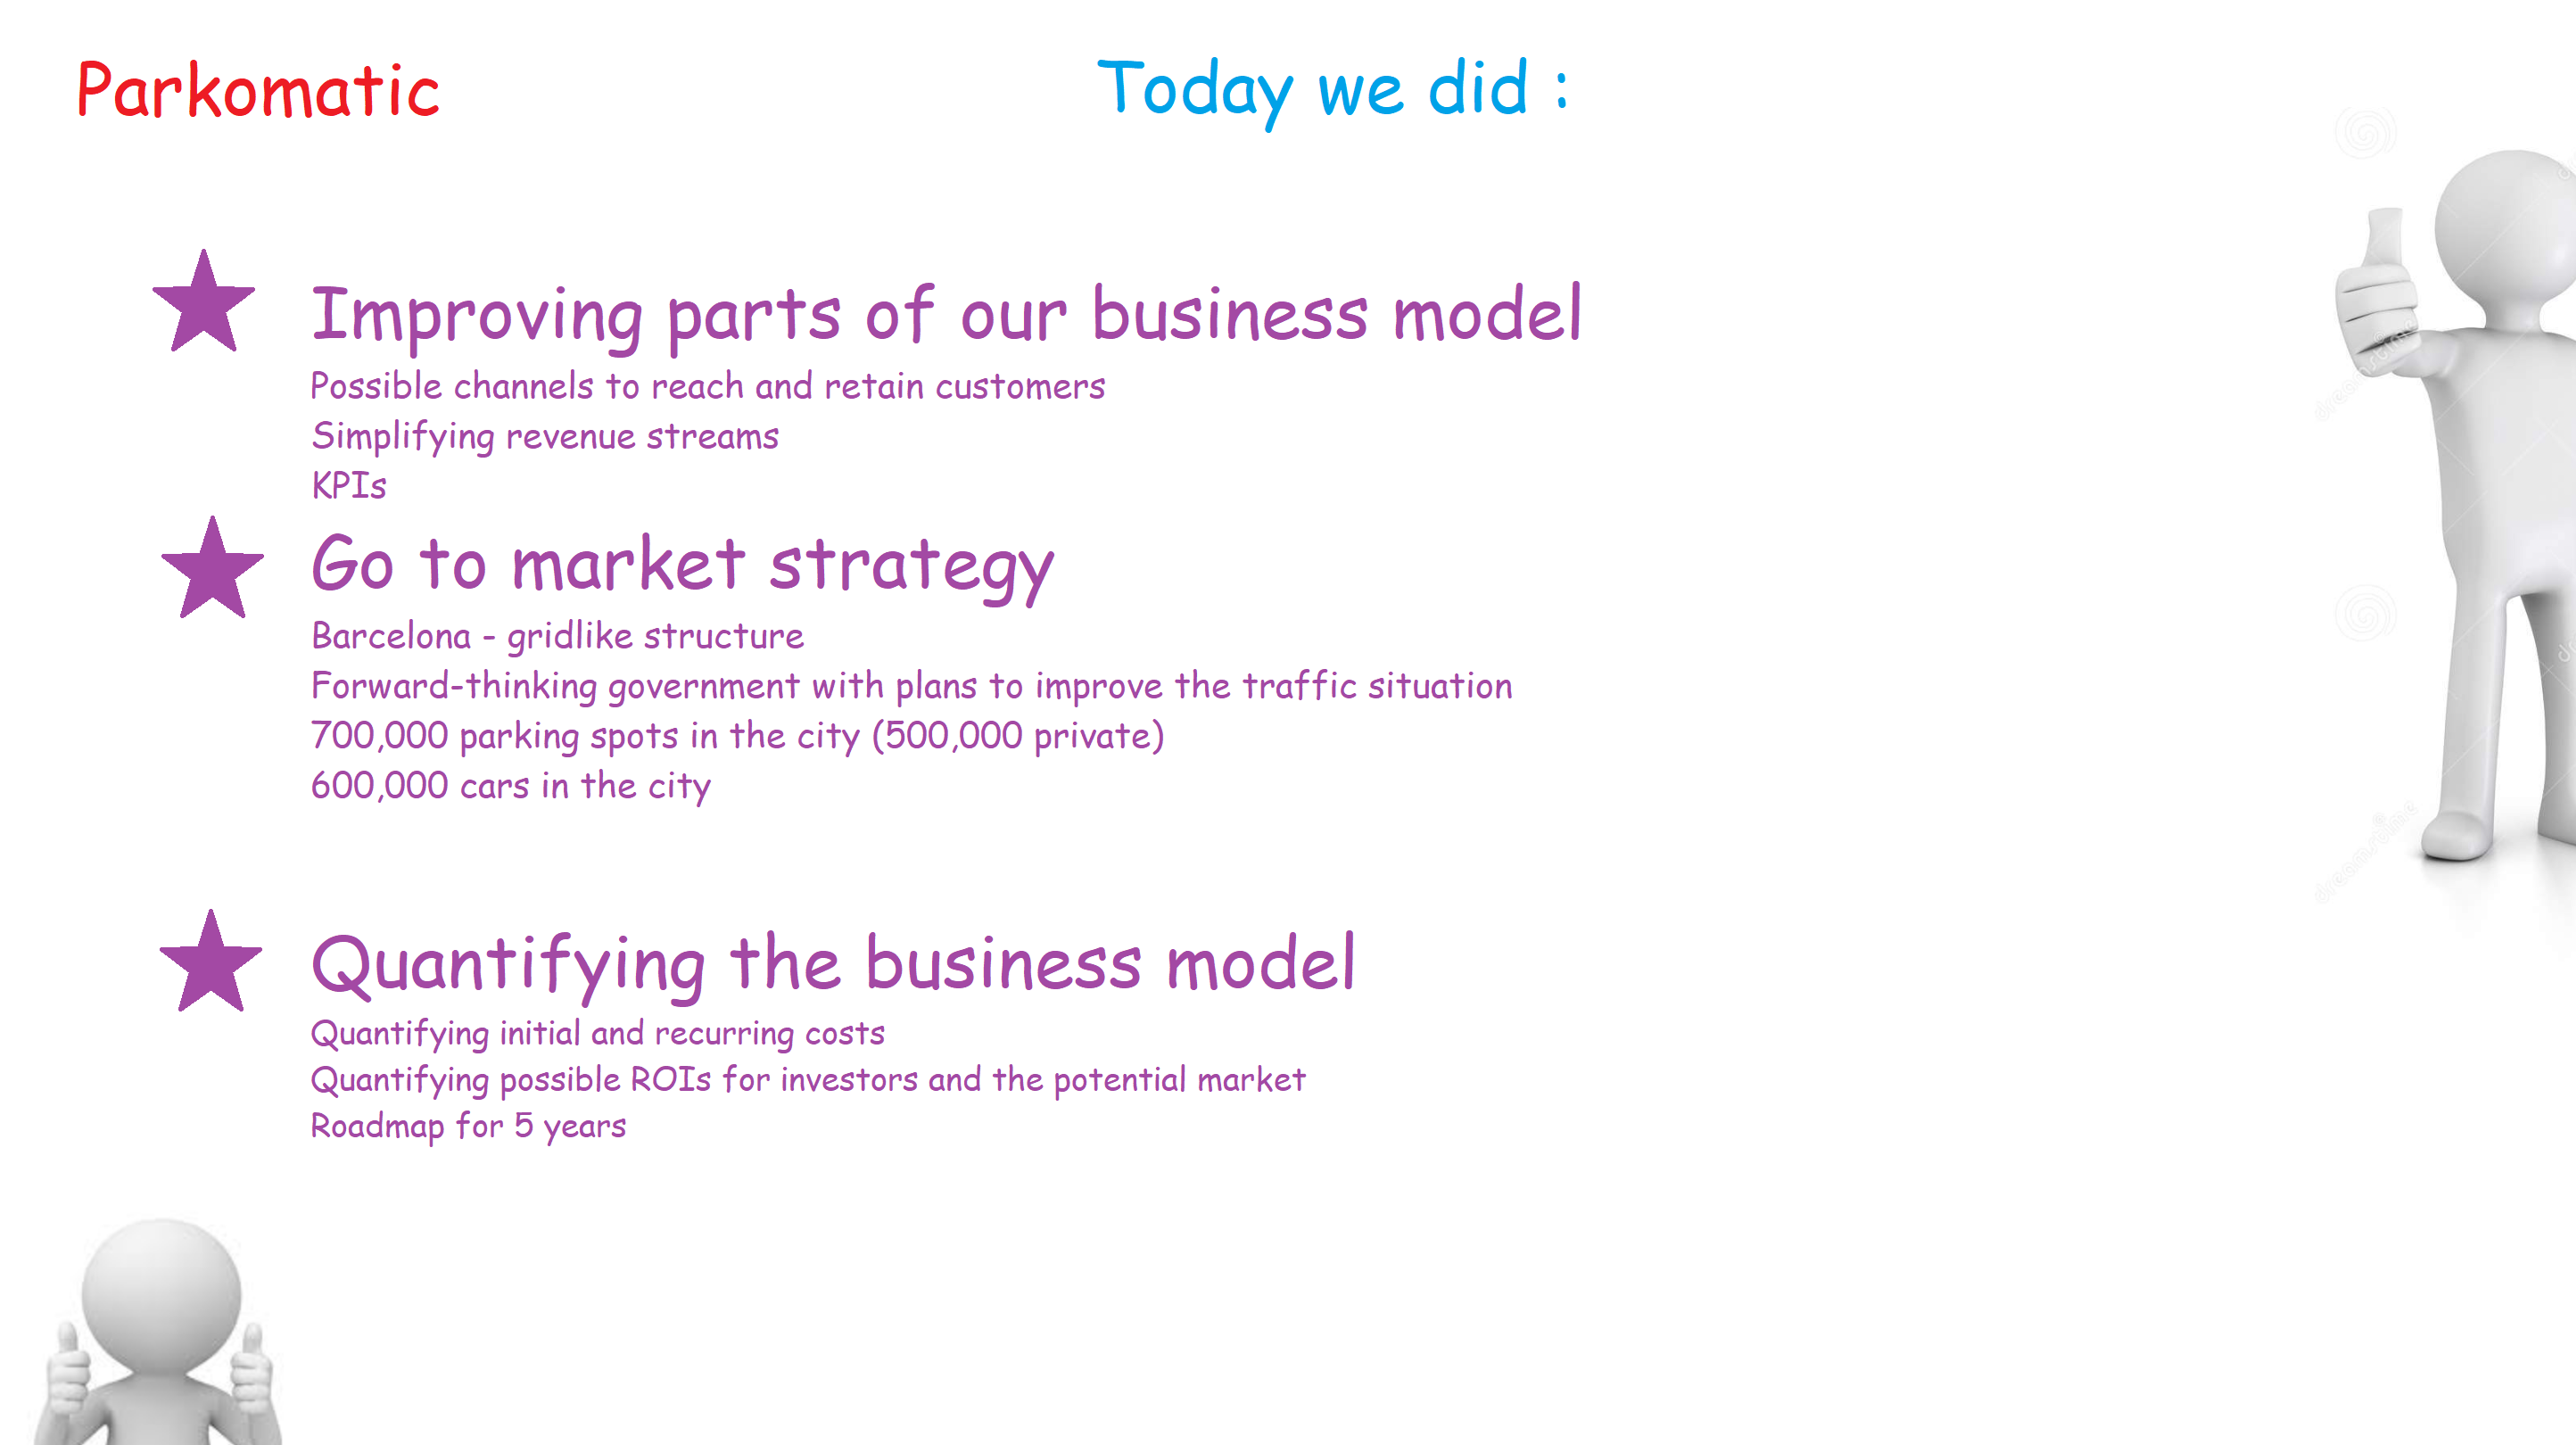 Parkomatic
Today we did :
Improving parts of our business model
Possible channels to reach and retain customers
Simplifying revenue streams
KPIs
Go to market strategy
Barcelona - gridlike structure
Forward-thinking government with plans to improve the traffic situation
700,000 parking spots in the city (500,000 private)
600,000 cars in the city
Quantifying the business model
Quantifying initial and recurring costs
Quantifying possible ROIs for investors and the potential market
Roadmap for 5 years
dreamstime
dreamstime